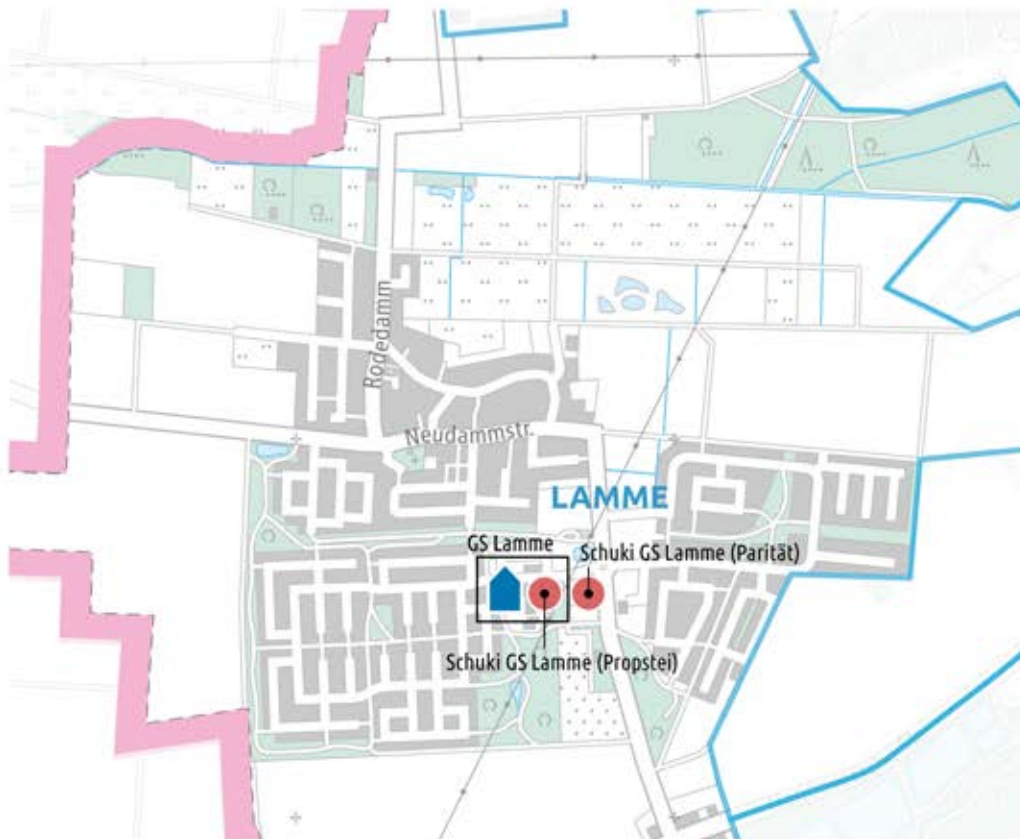 Rodedamm
Neudammstr.
LAMME
GS Lamme
Schuki GS Lamme (Parität)
Schuki GS Lamme (Propstei)